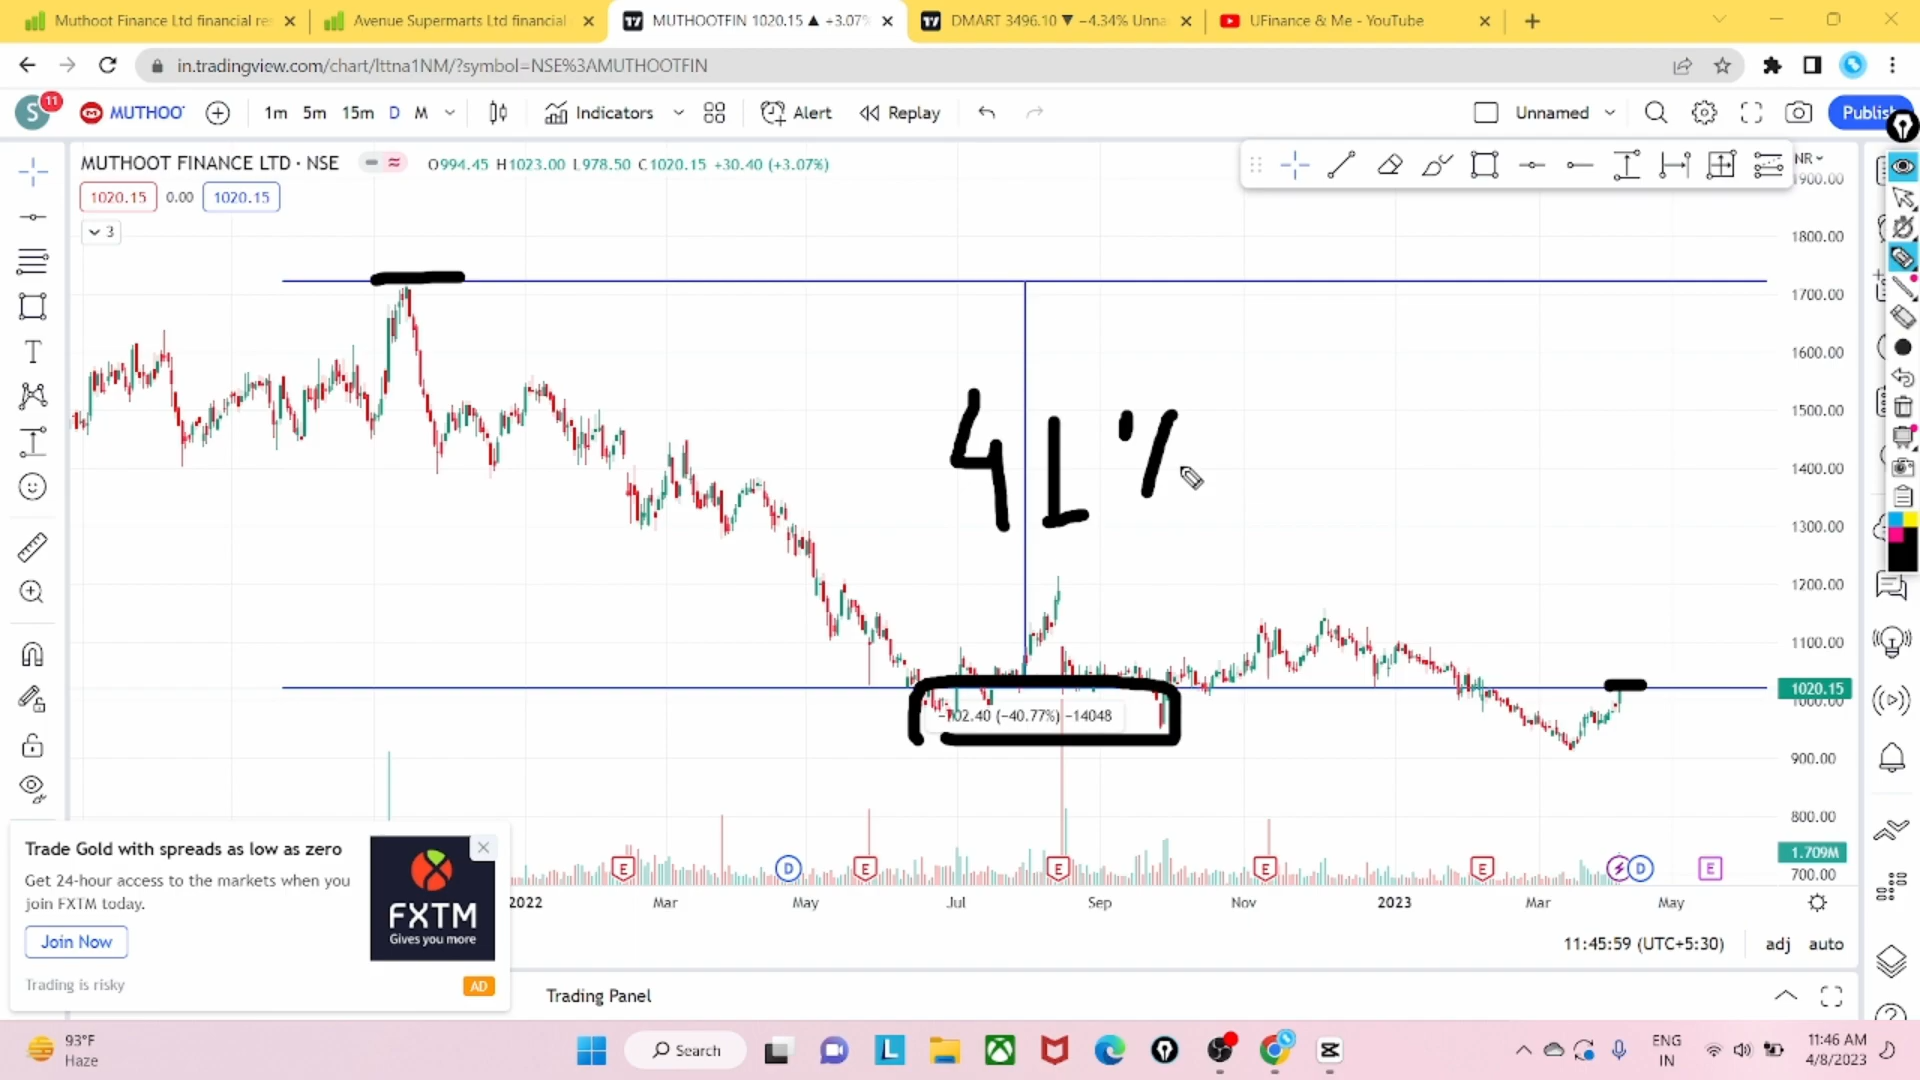 Muthoot Finance Ltd financial res
Avenue Supermarts Ltd financial
MUTHOOTFIN 1020.15 ▲ +3.07%
DMART 3496.10 ▼ −4.34% Unna
UFinance & Me - YouTube
in.tradingview.com/chart/lttna1NM/?symbol=NSE%3AMUTHOOTFIN
S
11
MUTHOO
1m 5m 15m D M
Indicators
Alert
Replay
Unnamed
Publis
MUTHOOT FINANCE LTD · NSE
O994.45 H1023.00 L978.50 C1020.15 +30.40 (+3.07%)
NR
1020.15 0.00 1020.15
3
1900.00
1800.00
1700.00
1600.00
1500.00
1400.00
1300.00
1200.00
1100.00
1020.15
1000.00
900.00
800.00
1.709M
700.00
41%
−702.40 (−40.77%) −14048
E D E E E E D E
2022 Mar May Jul Sep Nov 2023 Mar May
Trade Gold with spreads as low as zero
Get 24-hour access to the markets when you
join FXTM today.
Join Now
Trading is risky
FXTM
Gives you more
AD
11:45:59 (UTC+5:30)
adj auto
Trading Panel
93°F
Haze
Search
ENG
IN
11:46 AM
4/8/2023